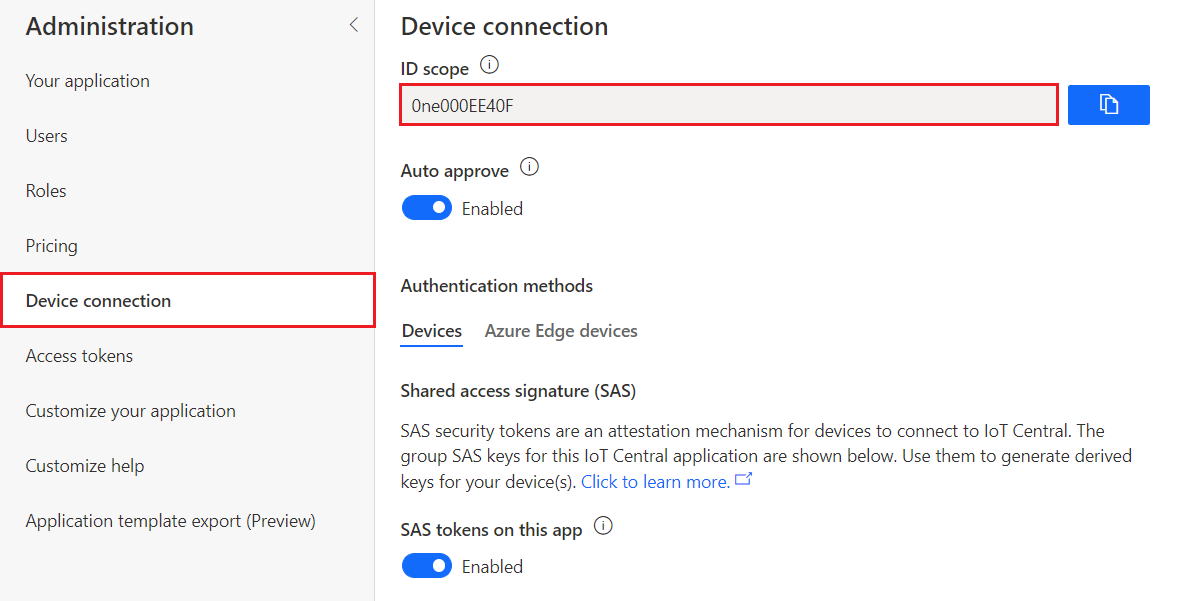 Administration
Your application
Users
Roles
Pricing
Device connection
Access tokens
Customize your application
Customize help
Application template export (Preview)
Device connection
ID scope
0ne000EE40F
Auto approve
Enabled
Authentication methods
Devices
Azure Edge devices
Shared access signature (SAS)
SAS security tokens are an attestation mechanism for devices to connect to IoT Central. The
group SAS keys for this IoT Central application are shown below. Use them to generate derived
keys for your device(s). Click to learn more.
SAS tokens on this app
Enabled